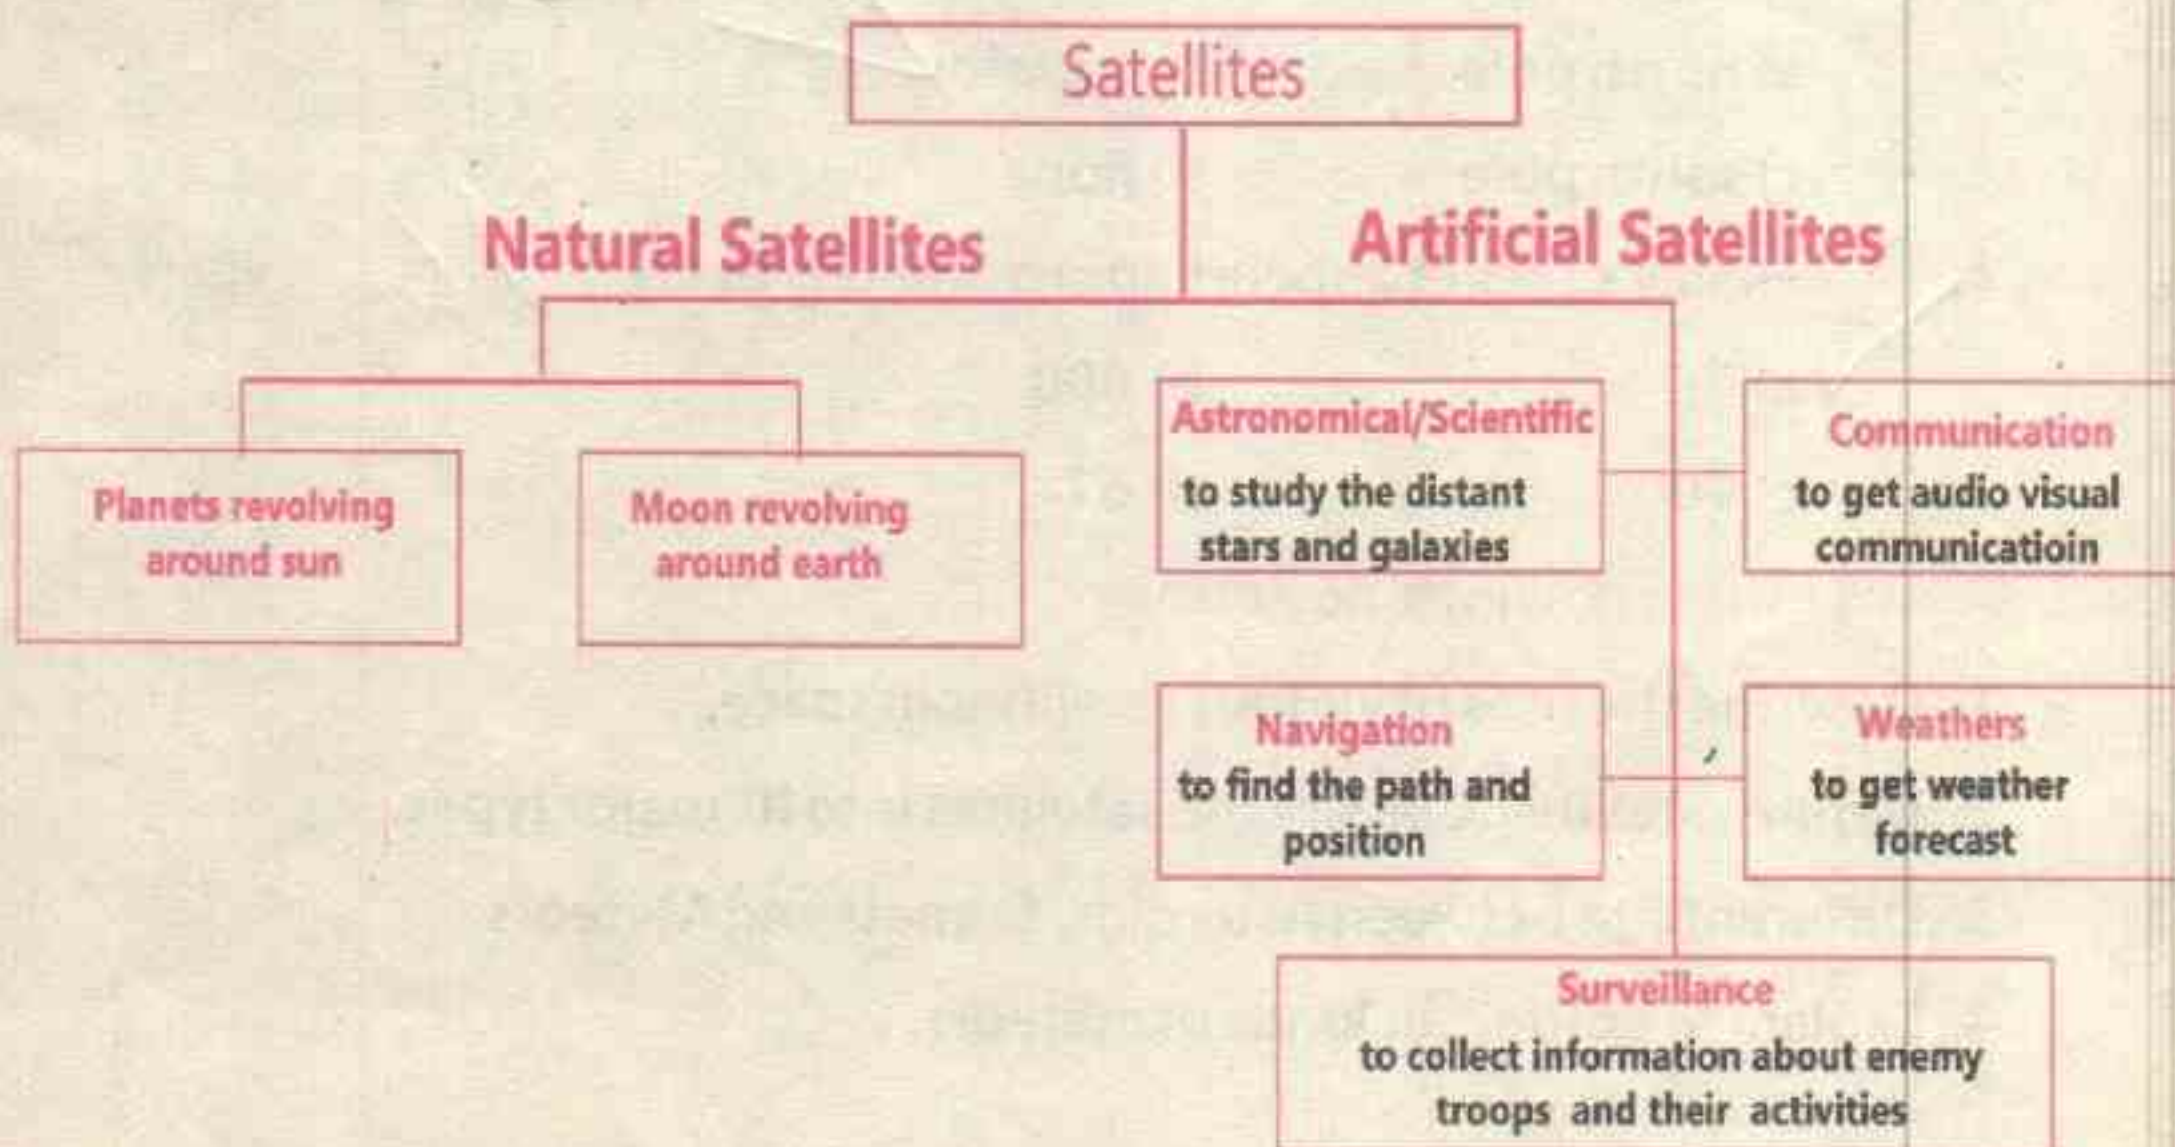 Satellites
Natural Satellites
Artificial Satellites
Planets revolving
around sun
Moon revolving
around earth
Astronomical/Scientific
to study the distant
stars and galaxies
Communication
to get audio visual
communicatioin
Navigation
to find the path and
position
Weathers
to get weather
forecast
Surveillance
to collect information about enemy
troops and their activities